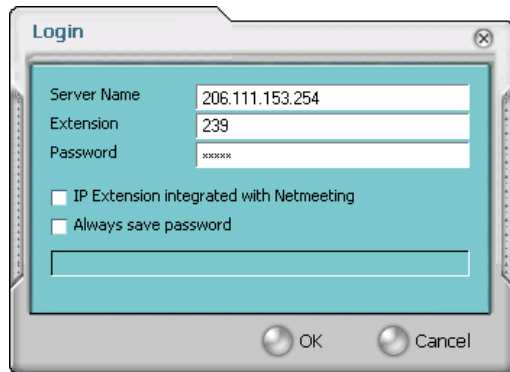 Login
Server Name 206.111.153.254
Extension 239
Password xxxxx
IP Extension integrated with Netmeeting
Always save password
OK Cancel